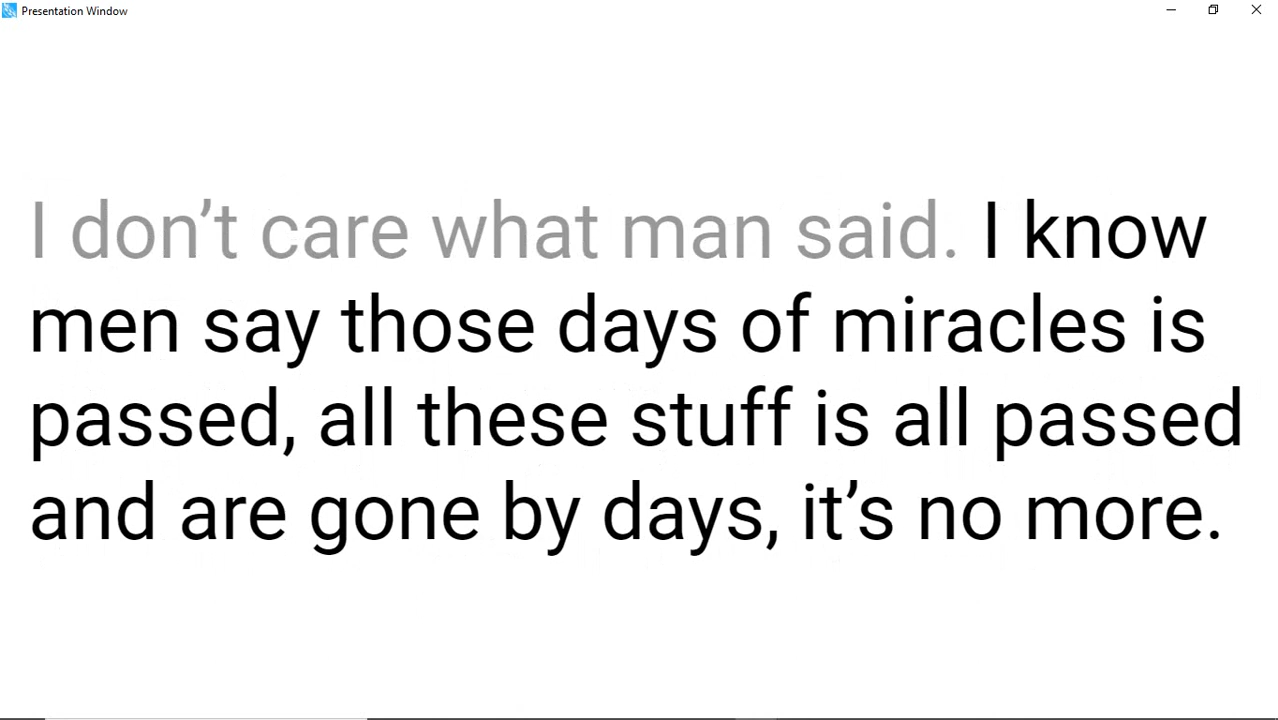 Presentation Window
I don’t care what man said. I know
men say those days of miracles is
passed, all these stuff is all passed
and are gone by days, it’s no more.